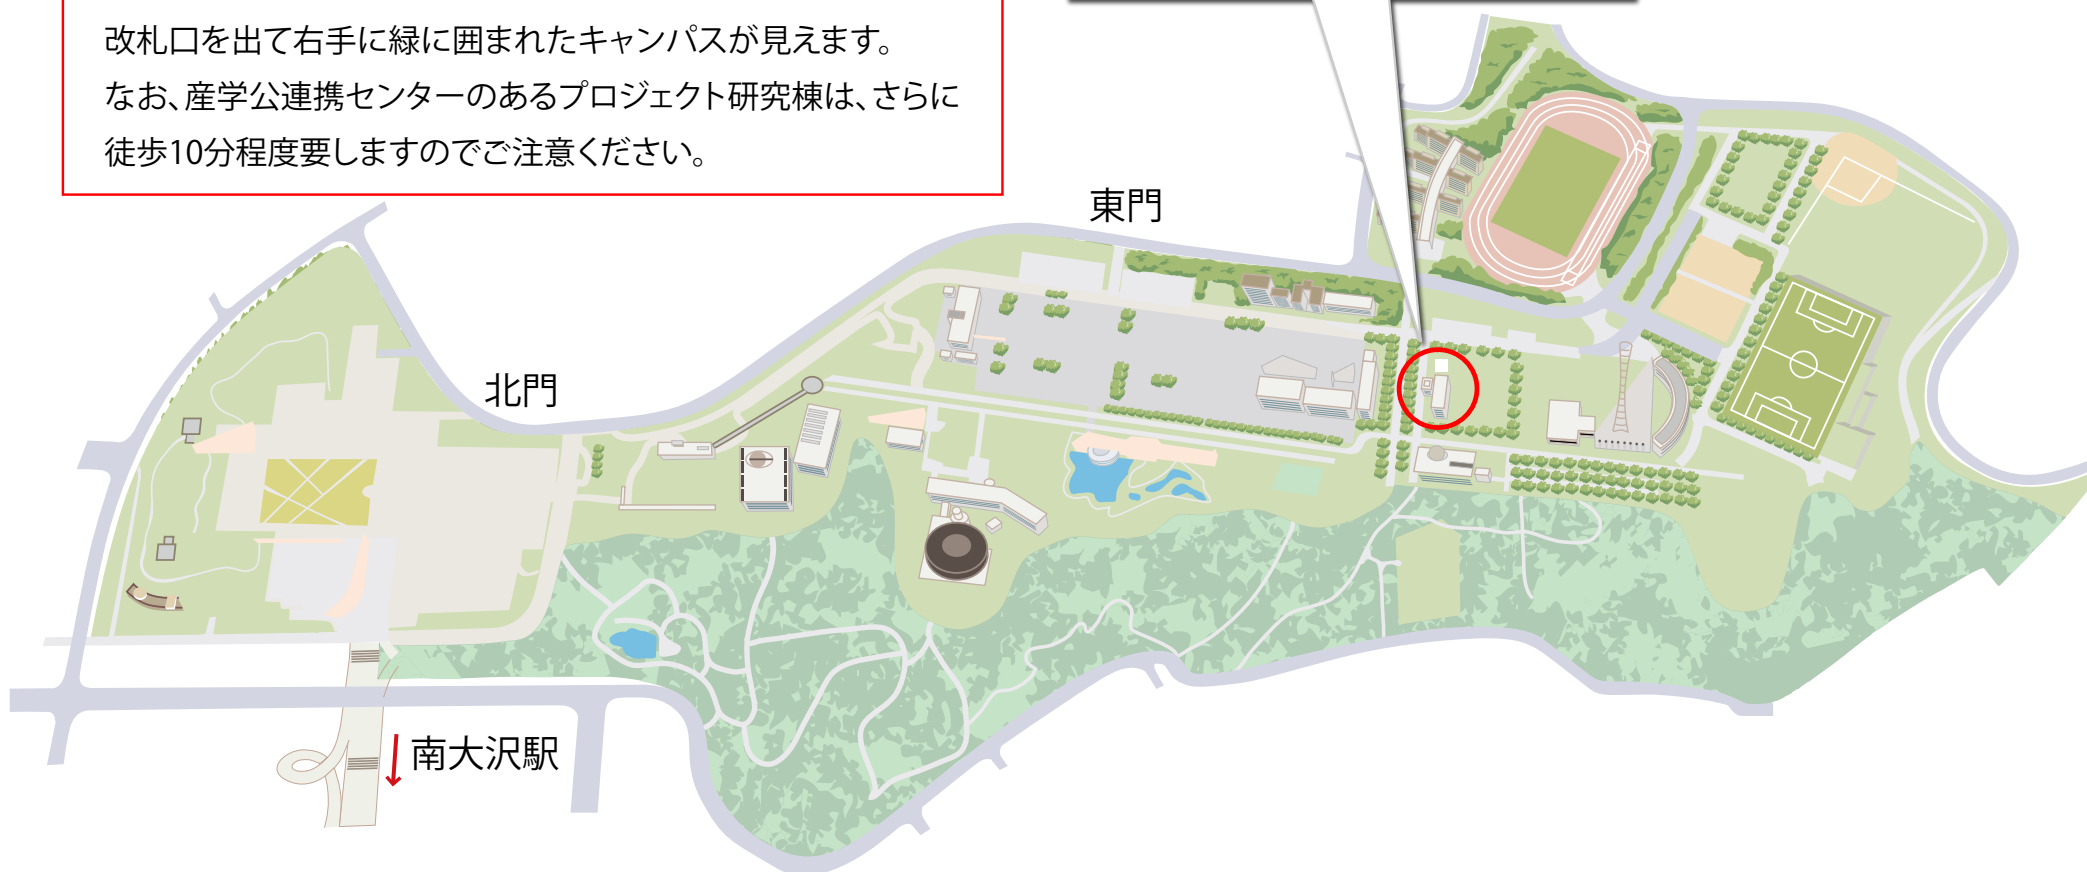 改札口を出て右手に緑に囲まれたキャンパスが見えます。
なお、産学公連携センターのあるプロジェクト研究棟は、さらに
徒歩10分程度要しますのでご注意ください。
東門
北門
南大沢駅